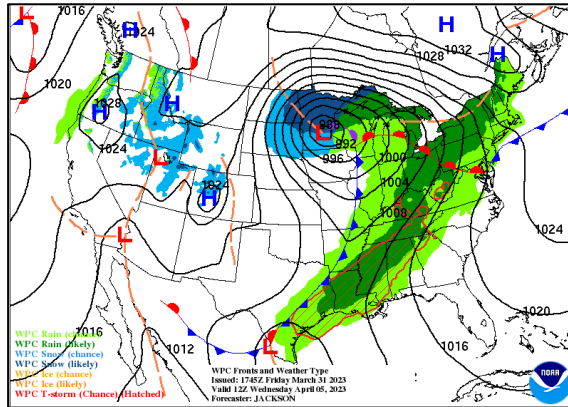 1016
L
1024
H
H
1032
1028
H
1020
1028
H
H
988
L
992
996
1000
1024
L
1004
1024
H
1008
L
1024
1020
L
1016
1012
1016
WPC Rain (chance)
WPC Rain (likely)
WPC Snow (chance)
WPC Snow (likely)
WPC Ice (chance)
WPC Ice (likely)
WPC T-storm (Chance) (Hatched)
WPC Fronts and Weather Type
Issued: 1745Z Friday March 31 2023
Valid 12Z Wednesday April 05, 2023
Forecaster: JACKSON
NOAA